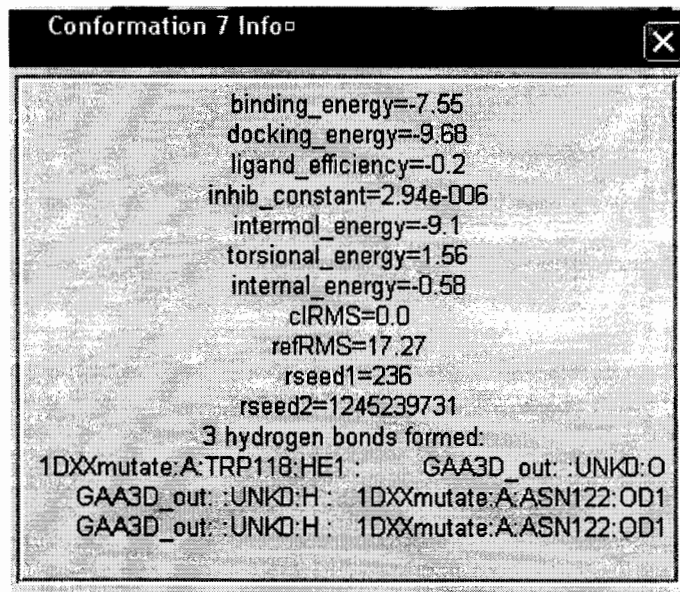 Conformation 7 Info
binding_energy=-7.55
docking_energy=-9.68
ligand_efficiency=-0.2
inhib_constant=2.94e-006
intermol_energy=-9.1
torsional_energy=1.56
internal_energy=-0.58
clRMS=0.0
refRMS=17.27
rseed1=236
rseed2=1245239731
3 hydrogen bonds formed:
1DXXmutate:A:TRP118:HE1 : GAA3D_out: :UNK0:O
GAA3D_out: :UNK0:H : 1DXXmutate:A:ASN122:OD1
GAA3D_out: :UNK0:H : 1DXXmutate:A:ASN122:OD1